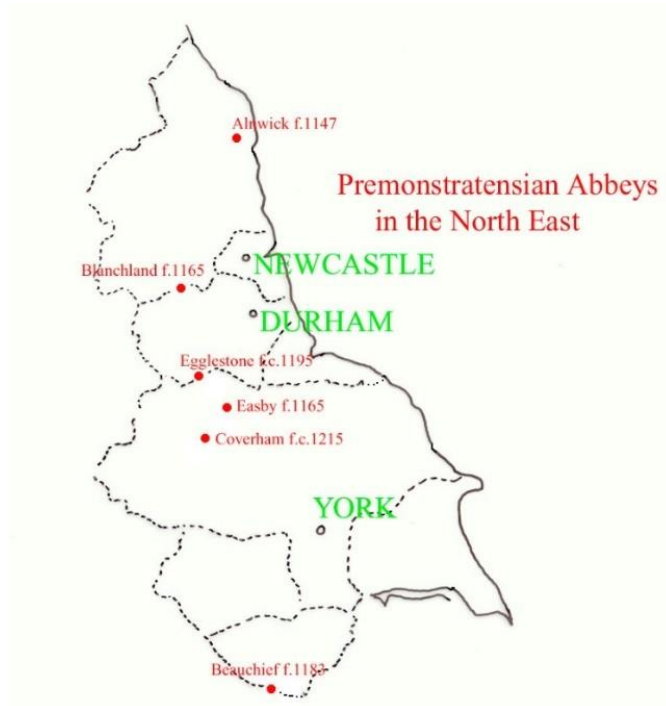 Alnwick f.1147
Premonstratensian Abbeys
in the North East
NEWCASTLE
Blanchland f.1165
DURHAM
Egglestone f.c.1195
Easby f.1165
Coverham f.c.1215
YORK
Beauchief f.1183